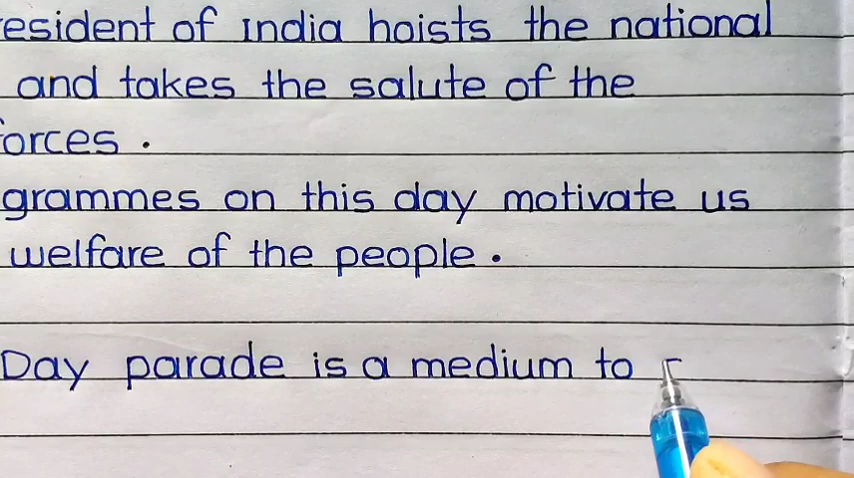 esident of India hoists the national
and takes the salute of the
forces .
grammes on this day motivate us
welfare of the people .
Day parade is a medium to